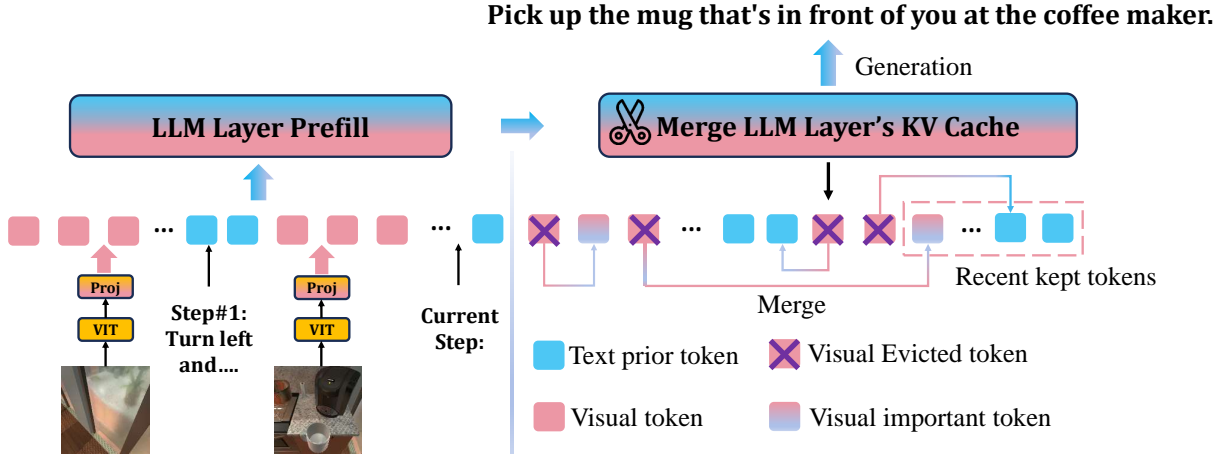 Pick up the mug that's in front of you at the coffee maker.
Generation
LLM Layer Prefill
Merge LLM Layer's KV Cache
...
...
...
...
Proj
Proj
VIT
VIT
Step#1:
Turn left
and....
Current
Step:
Merge
Recent kept tokens
Text prior token
Visual Evicted token
Visual token
Visual important token